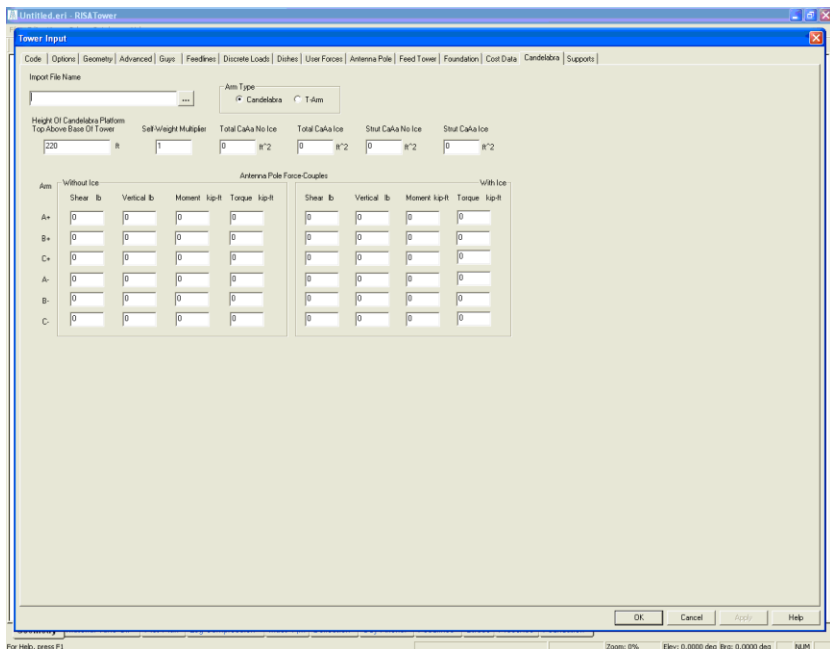 Untitled.eri - RISATower
Tower Input
Code Options Geometry Advanced Guys Feedlines Discrete Loads Dishes User Forces Antenna Pole Feed Tower Foundation Cost Data Candelabra Supports
Import File Name
...
Arm Type
Candelabra T-Arm
Height Of Candelabra Platform
Top Above Base Of Tower Self-Weight Multiplier Total CaAa No Ice Total CaAa Ice Strut CaAa No Ice Strut CaAa Ice
220 ft 1 0 ft^2 0 ft^2 0 ft^2 0 ft^2
Antenna Pole Force-Couples
Arm Without Ice With Ice
Shear lb Vertical lb Moment kip-ft Torque kip-ft Shear lb Vertical lb Moment kip-ft Torque kip-ft
A+ 0 0 0 0 0 0 0 0
B+ 0 0 0 0 0 0 0 0
C+ 0 0 0 0 0 0 0 0
A- 0 0 0 0 0 0 0 0
B- 0 0 0 0 0 0 0 0
C- 0 0 0 0 0 0 0 0
OK Cancel Apply Help
For Help, press F1 Zoom: 0% Elev: 0.0000 deg Brg: 0.0000 deg NUM